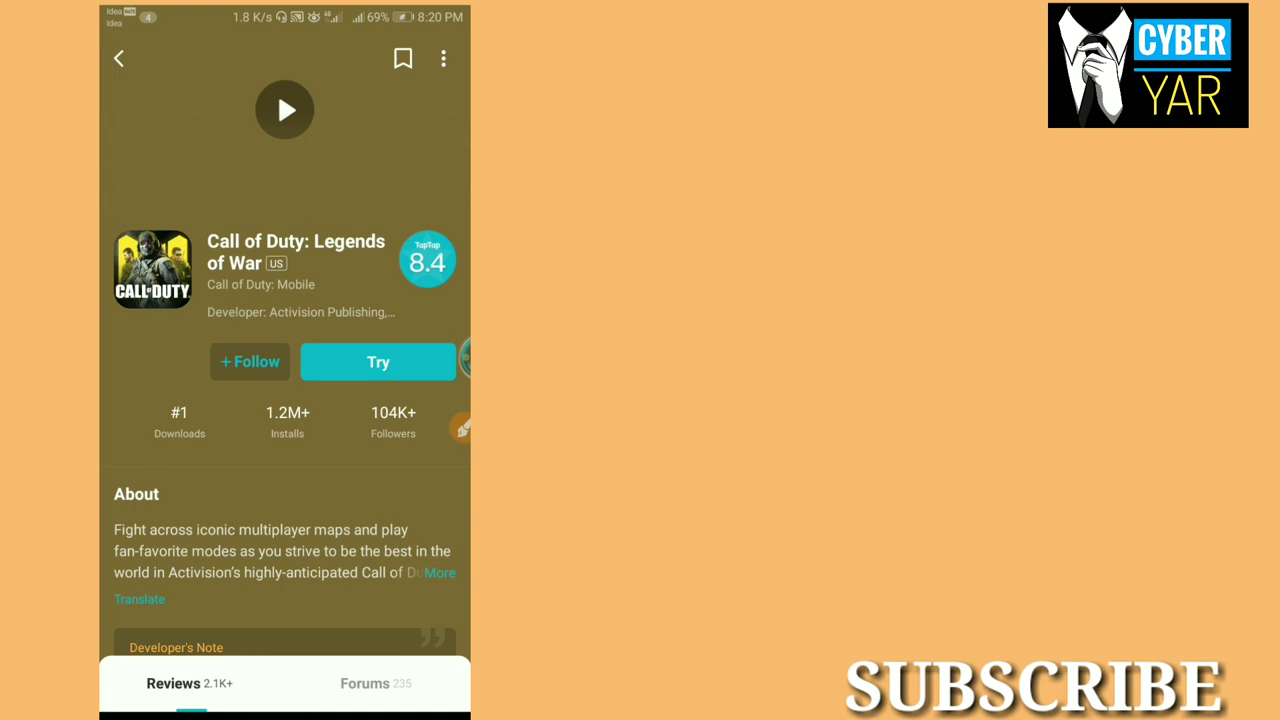 Idea VoLTE
Idea
4
1.8 K/s 4G 69% 8:20 PM
CYBER
YAR
Call of Duty: Legends
of War US
TapTap
8.4
Call of Duty: Mobile
CALL OF DUTY
Developer: Activision Publishing,...
+ Follow
Try
#1
1.2M+
104K+
Downloads
Installs
Followers
About
Fight across iconic multiplayer maps and play
fan-favorite modes as you strive to be the best in the
world in Activision's highly-anticipated Call of Du More
Translate
Developer's Note
Reviews 2.1K+
Forums 235
SUBSCRIBE